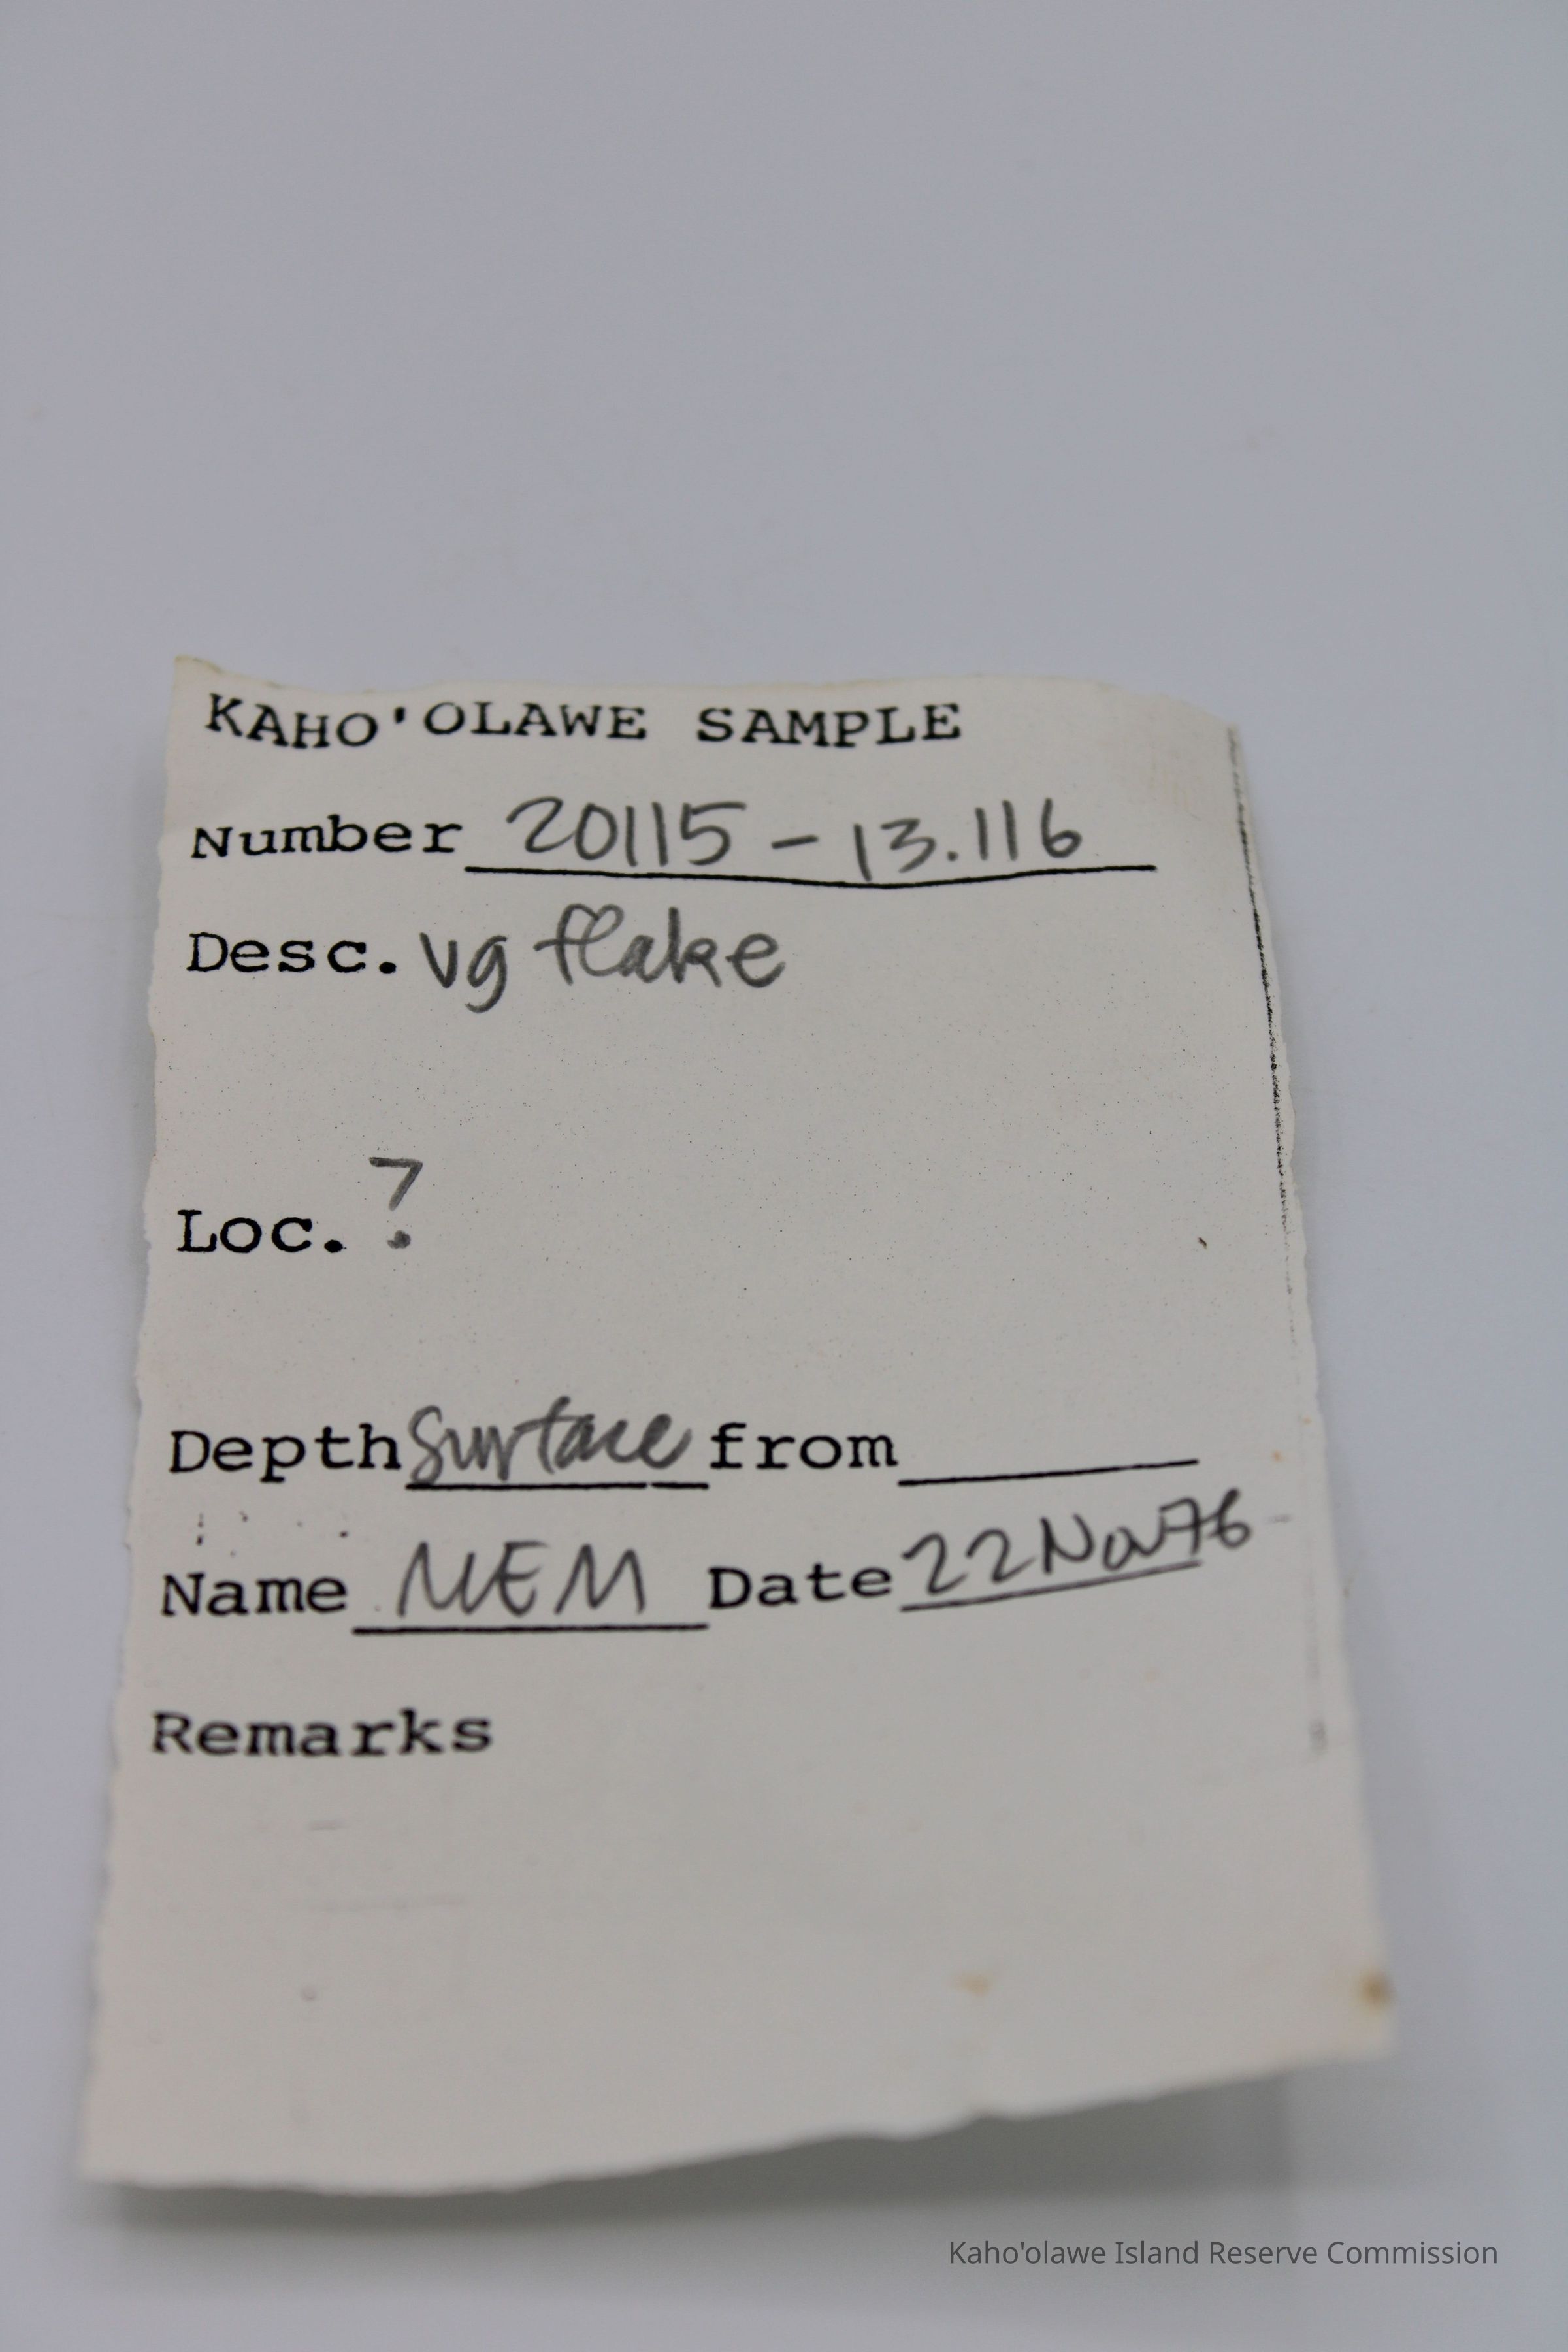 KAHO'OLAWE SAMPLE
Number 20115-13.116
Desc. vg flake
Loc. ?
Depth Surface from
Name MEM Date 22Nov76
Remarks
Kaho'olawe Island Reserve Commission